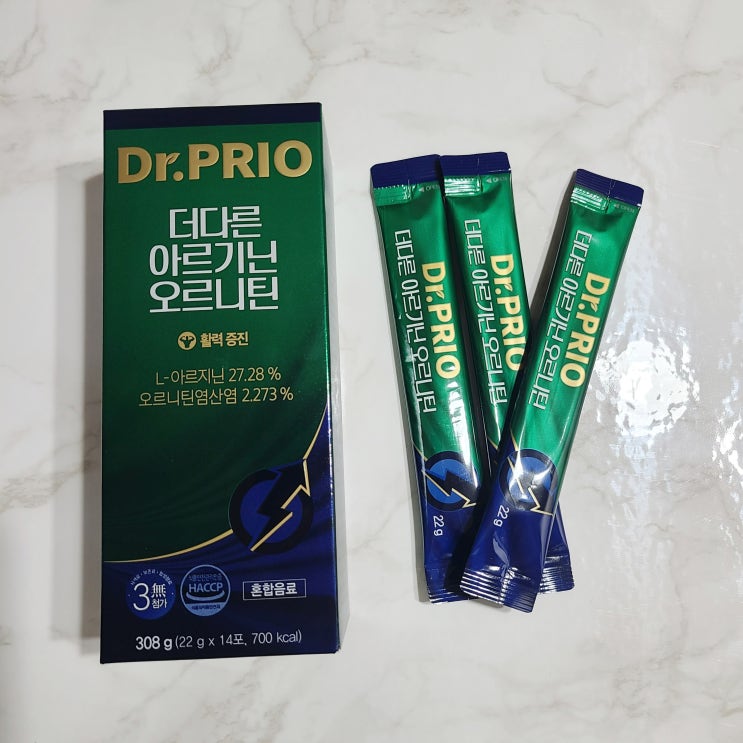 Dr.PRIO
더다른
아르기닌
오르니틴
활력 증진
L-아르지닌 27.28 %
오르니틴염산염 2.273 %
3無
첨가
HACCP
혼합음료
308 g (22 g x 14포, 700 kcal)
Dr.PRIO
더다른 아르기닌 오르니틴
22 g
Dr.PRIO
더다른 아르기닌 오르니틴
Dr.PRIO
더다른 아르기닌 오르니틴
22 g